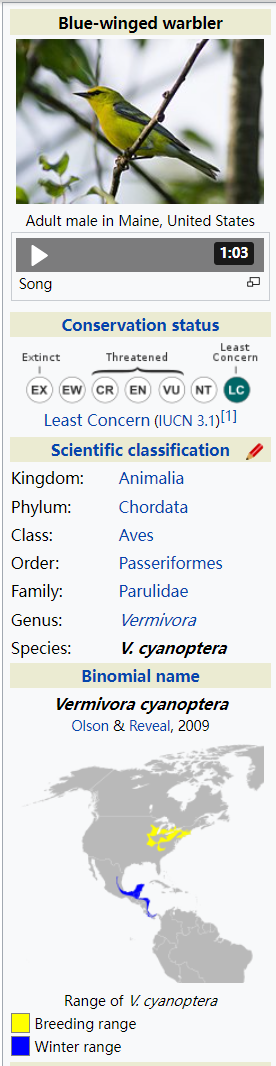 Blue-winged warbler
Adult male in Maine, United States
1:03
Song
Conservation status
Extinct Threatened Least Concern
EX EW CR EN VU NT LC
Least Concern (IUCN 3.1)[1]
Scientific classification
Kingdom: Animalia
Phylum: Chordata
Class: Aves
Order: Passeriformes
Family: Parulidae
Genus: Vermivora
Species: V. cyanoptera
Binomial name
Vermivora cyanoptera
Olson & Reveal, 2009
Range of V. cyanoptera
Breeding range
Winter range